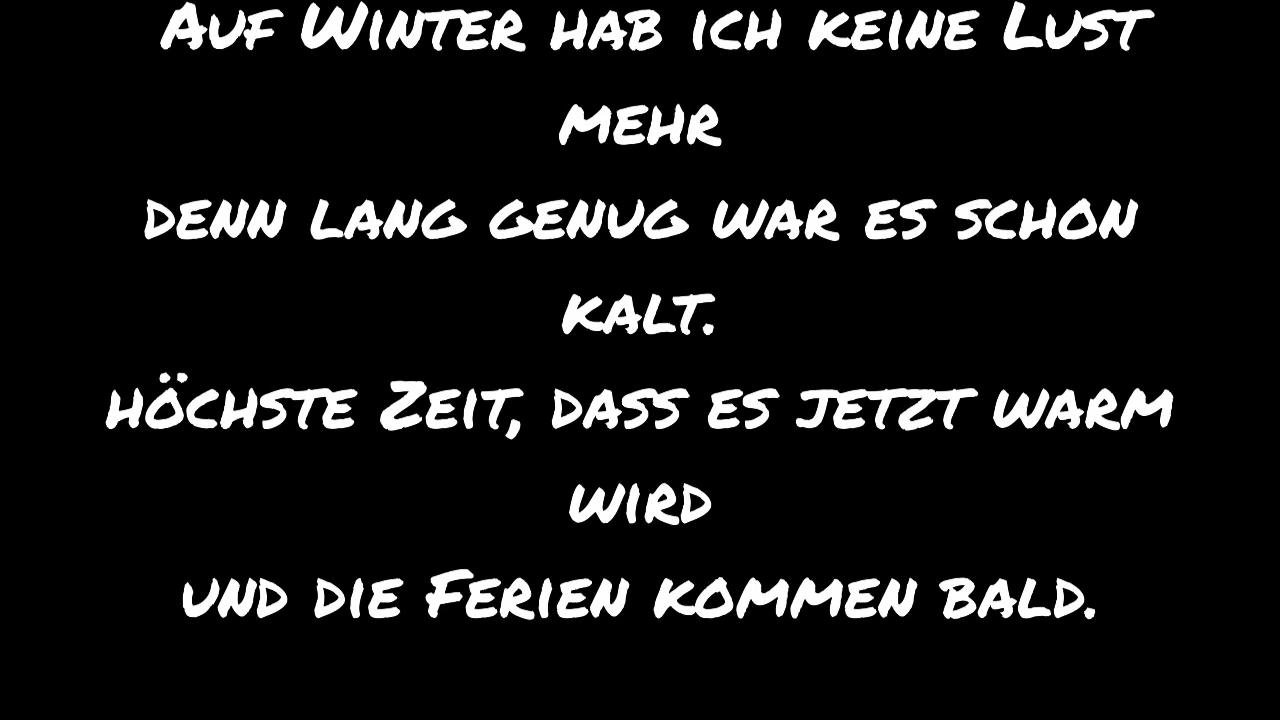 Auf Winter hab ich keine Lust
mehr
denn lang genug war es schon
kalt.
höchste Zeit, dass es jetzt warm
wird
und die Ferien kommen bald.